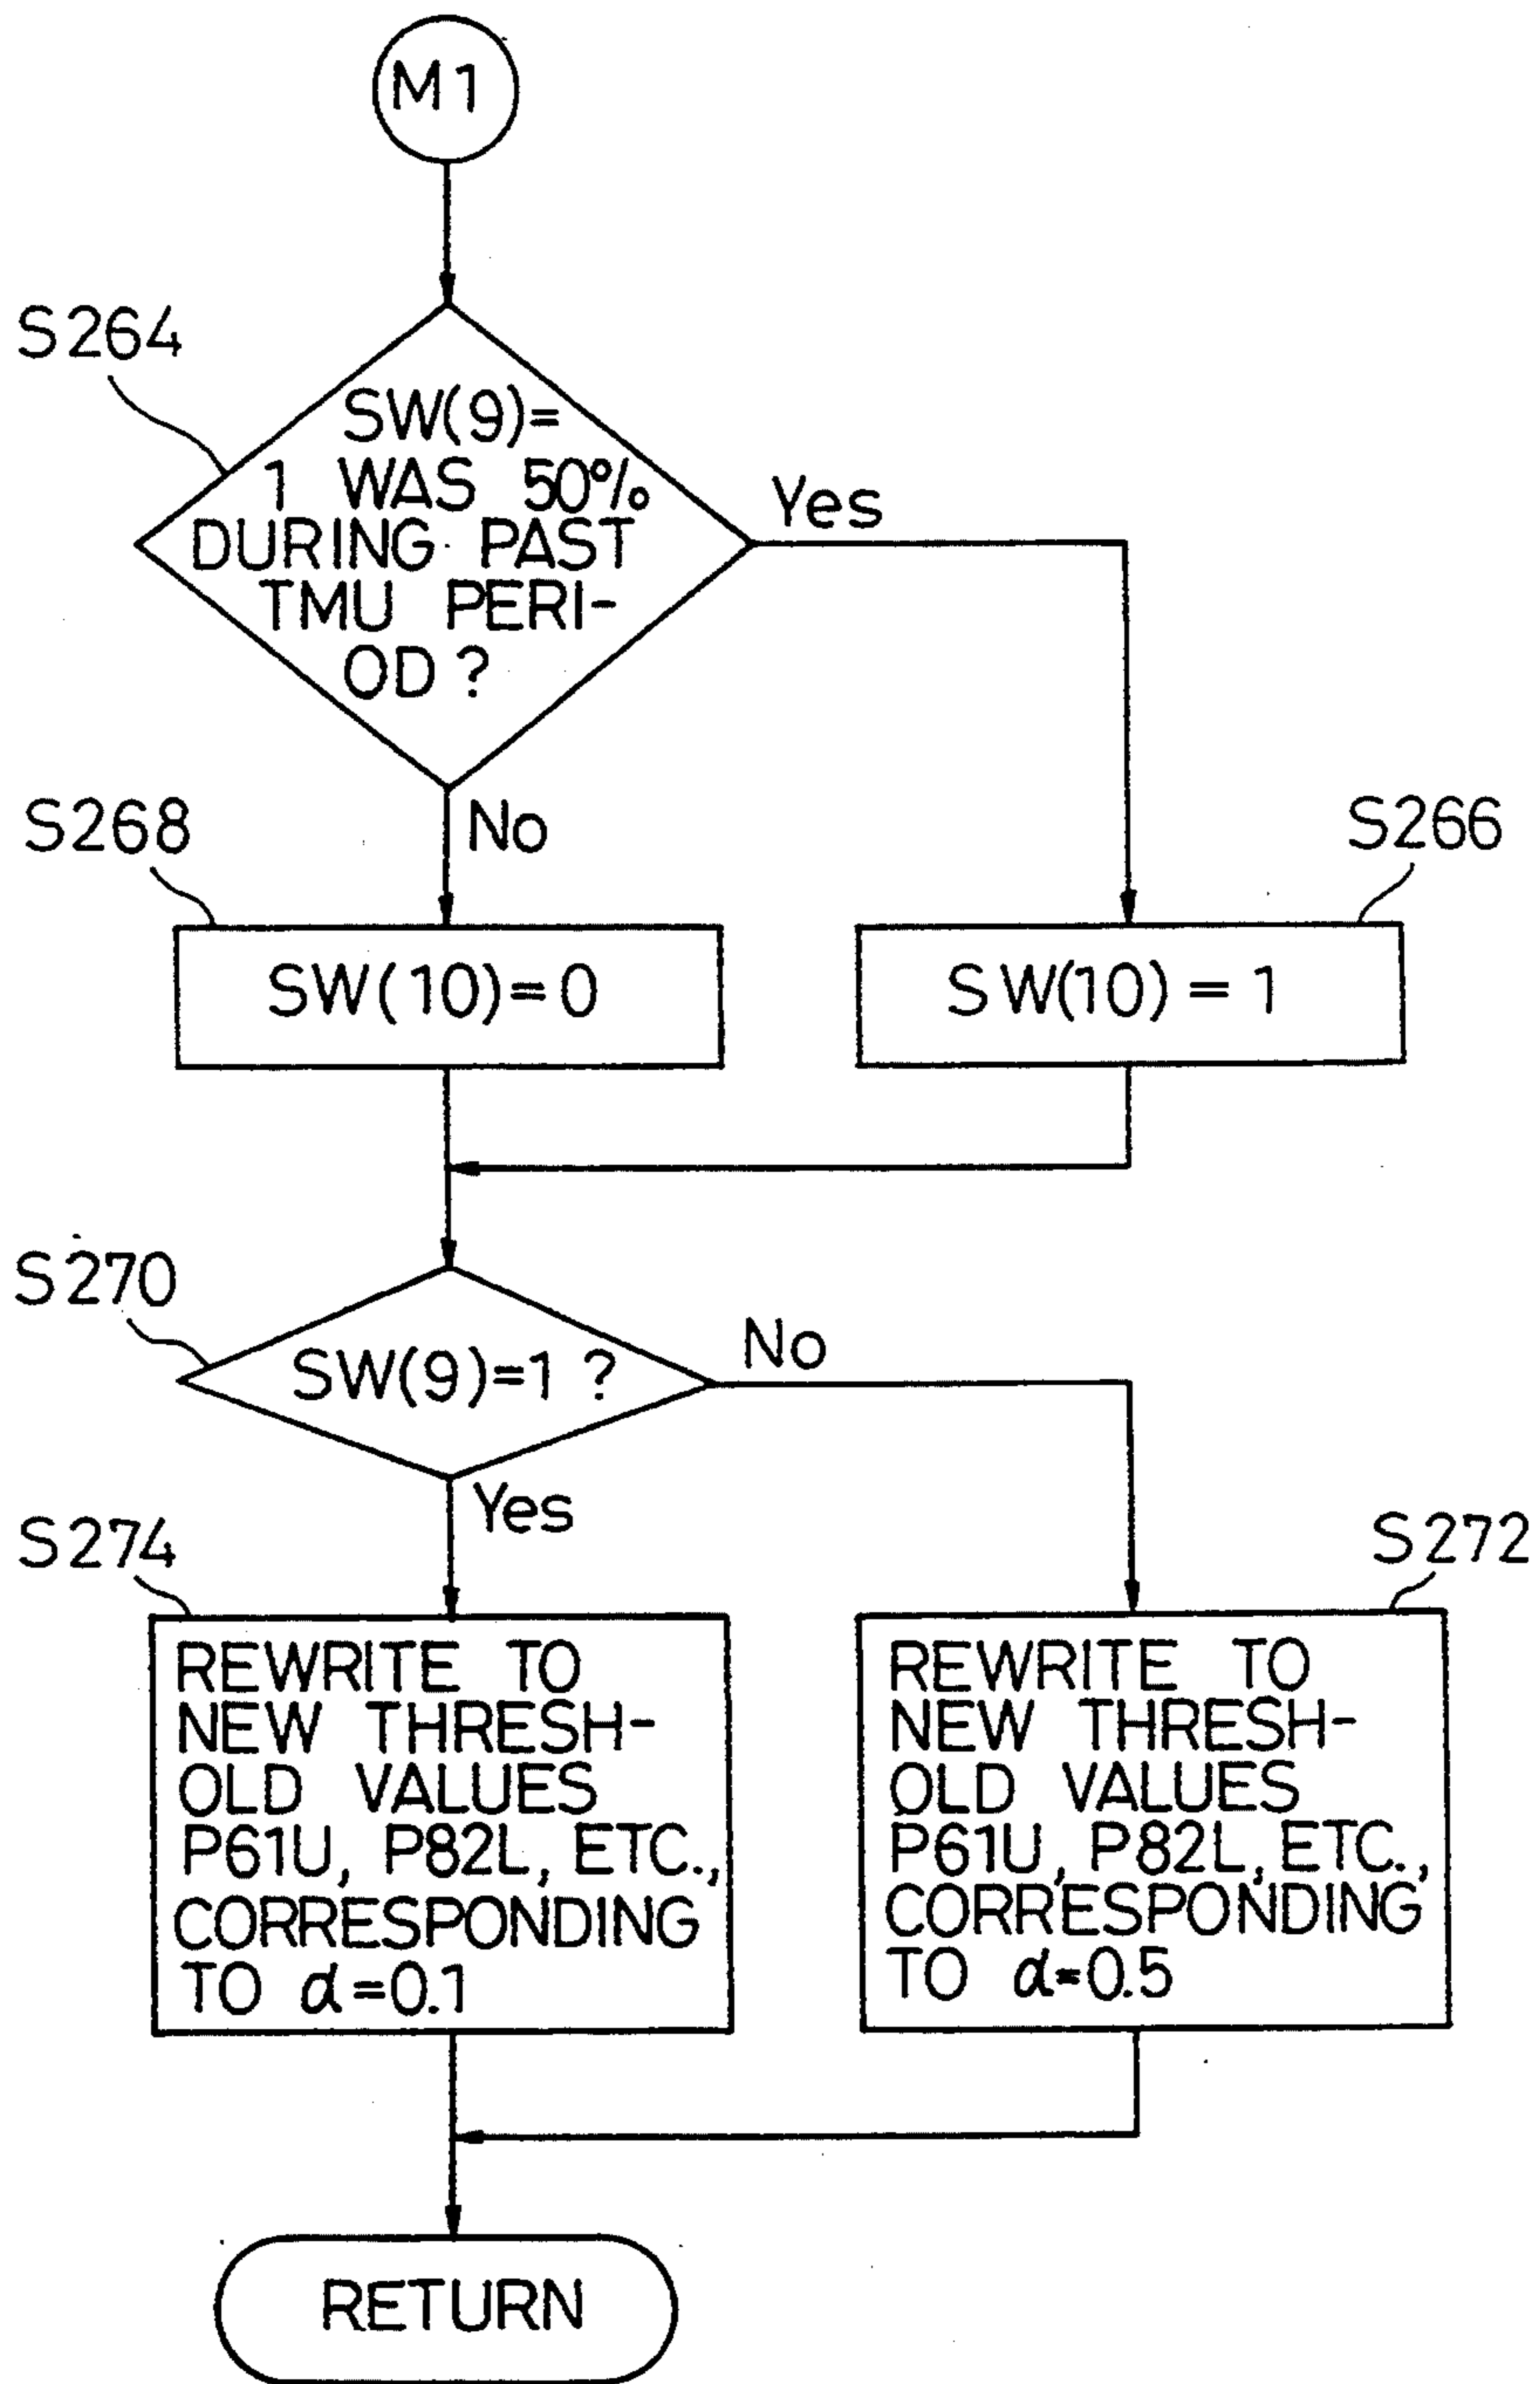 M1
S264
SW(9)=
1 WAS 50%
DURING PAST
TMU PERI-
OD ?
Yes
No
S268
S266
SW(10)=0
SW(10)=1
S270
SW(9)=1 ?
No
Yes
S274
S272
REWRITE TO
NEW THRESH-
OLD VALUES
P61U, P82L, ETC.,
CORRESPONDING
TO α=0.1
REWRITE TO
NEW THRESH-
OLD VALUES
P61U, P82L, ETC.,
CORRESPONDING
TO α=0.5
RETURN